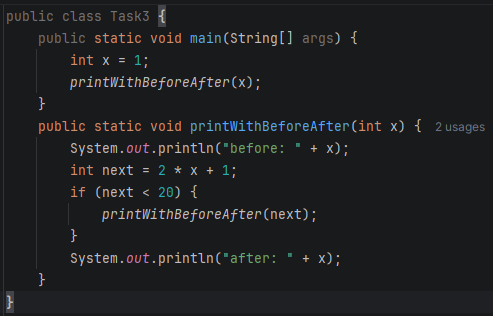 public class Task3 {
    public static void main(String[] args) {
        int x = 1;
        printWithBeforeAfter(x);
    }
    public static void printWithBeforeAfter(int x) { 2 usages
        System.out.println("before: " + x);
        int next = 2 * x + 1;
        if (next < 20) {
            printWithBeforeAfter(next);
        }
        System.out.println("after: " + x);
    }
}